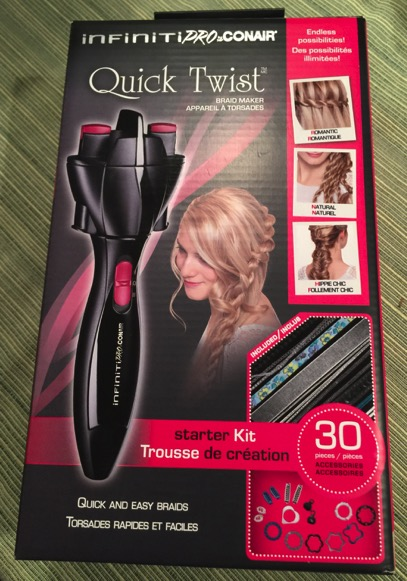 INFINITI PRO BY CONAIR®
Quick Twist™
BRAID MAKER
APPAREIL À TORSADES
Endless
possibilities!
Des possibilités
illimitées!
ROMANTIC
ROMANTIQUE
NATURAL
NATUREL
HIPPIE CHIC
FOLLEMENT CHIC
INFINITI PRO BY CONAIR
INCLUDED / INCLUS
starter Kit
Trousse de création
30
pieces / pièces
ACCESSORIES
ACCESSOIRES
QUICK AND EASY BRAIDS
TORSADES RAPIDES ET FACILES